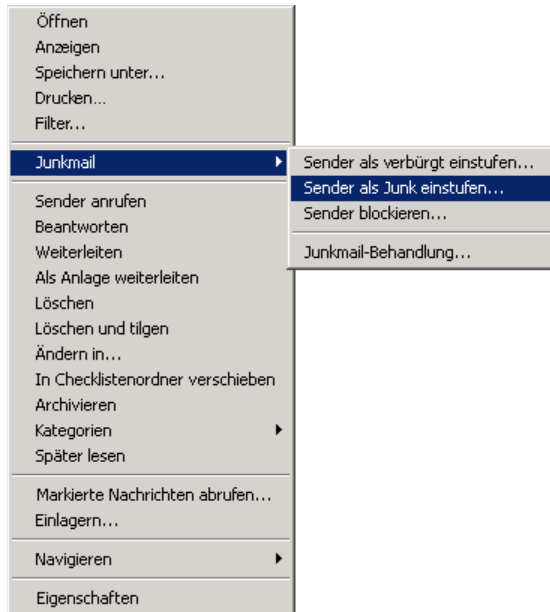 Öffnen
Anzeigen
Speichern unter...
Drucken...
Filter...
Junkmail
Sender als verbürgt einstufen...
Sender als Junk einstufen...
Sender blockieren...
Junkmail-Behandlung...
Sender anrufen
Beantworten
Weiterleiten
Als Anlage weiterleiten
Löschen
Löschen und tilgen
Ändern in...
In Checklistenordner verschieben
Archivieren
Kategorien
Später lesen
Markierte Nachrichten abrufen...
Einlagern...
Navigieren
Eigenschaften